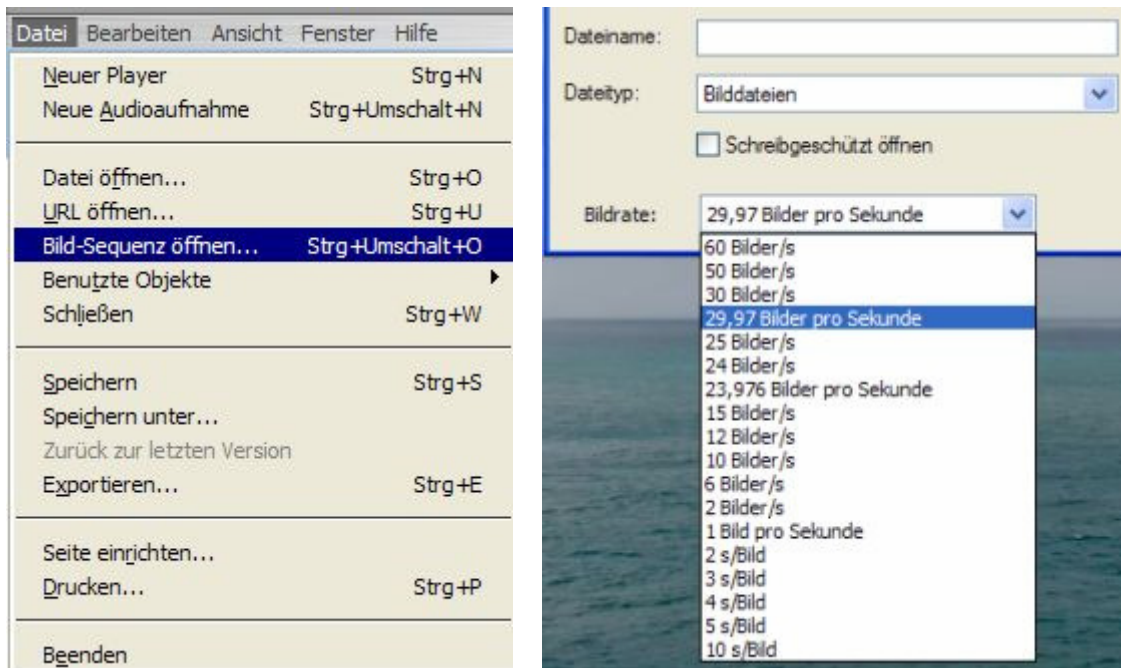 Datei Bearbeiten Ansicht Fenster Hilfe
Neuer Player Strg+N
Neue Audioaufnahme Strg+Umschalt+N
Datei öffnen... Strg+O
URL öffnen... Strg+U
Bild-Sequenz öffnen... Strg+Umschalt+O
Benutzte Objekte
Schließen Strg+W
Speichern Strg+S
Speichern unter...
Zurück zur letzten Version
Exportieren... Strg+E
Seite einrichten...
Drucken... Strg+P
Beenden
Dateiname:
Dateityp: Bilddateien
Schreibgeschützt öffnen
Bildrate: 29,97 Bilder pro Sekunde
60 Bilder/s
50 Bilder/s
30 Bilder/s
29,97 Bilder pro Sekunde
25 Bilder/s
24 Bilder/s
23,976 Bilder pro Sekunde
15 Bilder/s
12 Bilder/s
10 Bilder/s
6 Bilder/s
2 Bilder/s
1 Bild pro Sekunde
2 s/Bild
3 s/Bild
4 s/Bild
5 s/Bild
10 s/Bild